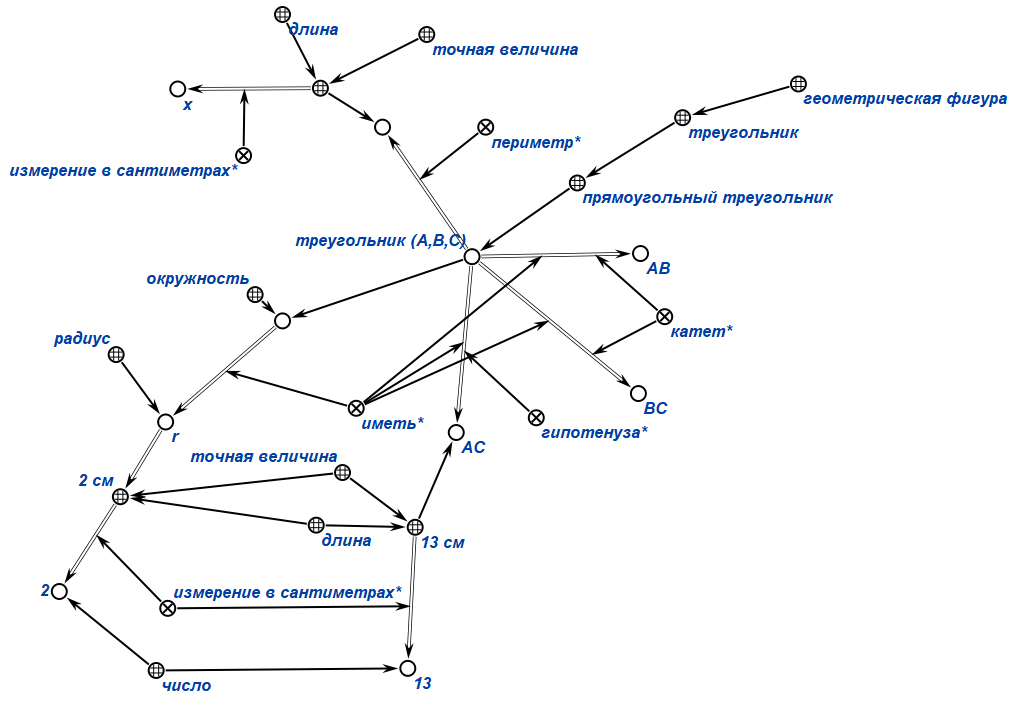 длина
точная величина
x
геометрическая фигура
треугольник
периметр*
измерение в сантиметрах*
прямоугольный треугольник
треугольник (A,B,C)
AB
окружность
катет*
радиус
BC
иметь*
гипотенуза*
r
AC
точная величина
2 см
длина
13 см
2
измерение в сантиметрах*
число
13